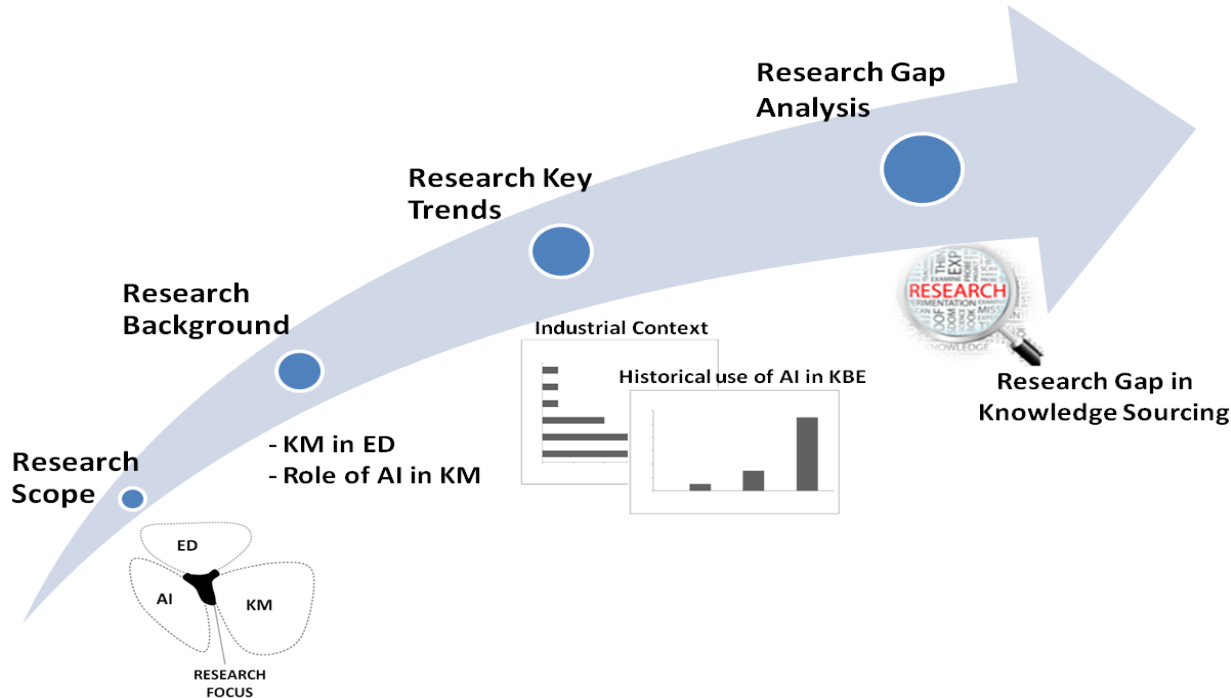 Research Gap
Analysis
Research Key
Trends
Research
Background
Research
Scope
- KM in ED
- Role of AI in KM
Industrial Context
Historical use of AI in KBE
RESEARCH
KNOWLEDGE
Research Gap in
Knowledge Sourcing
ED
AI
KM
RESEARCH
FOCUS